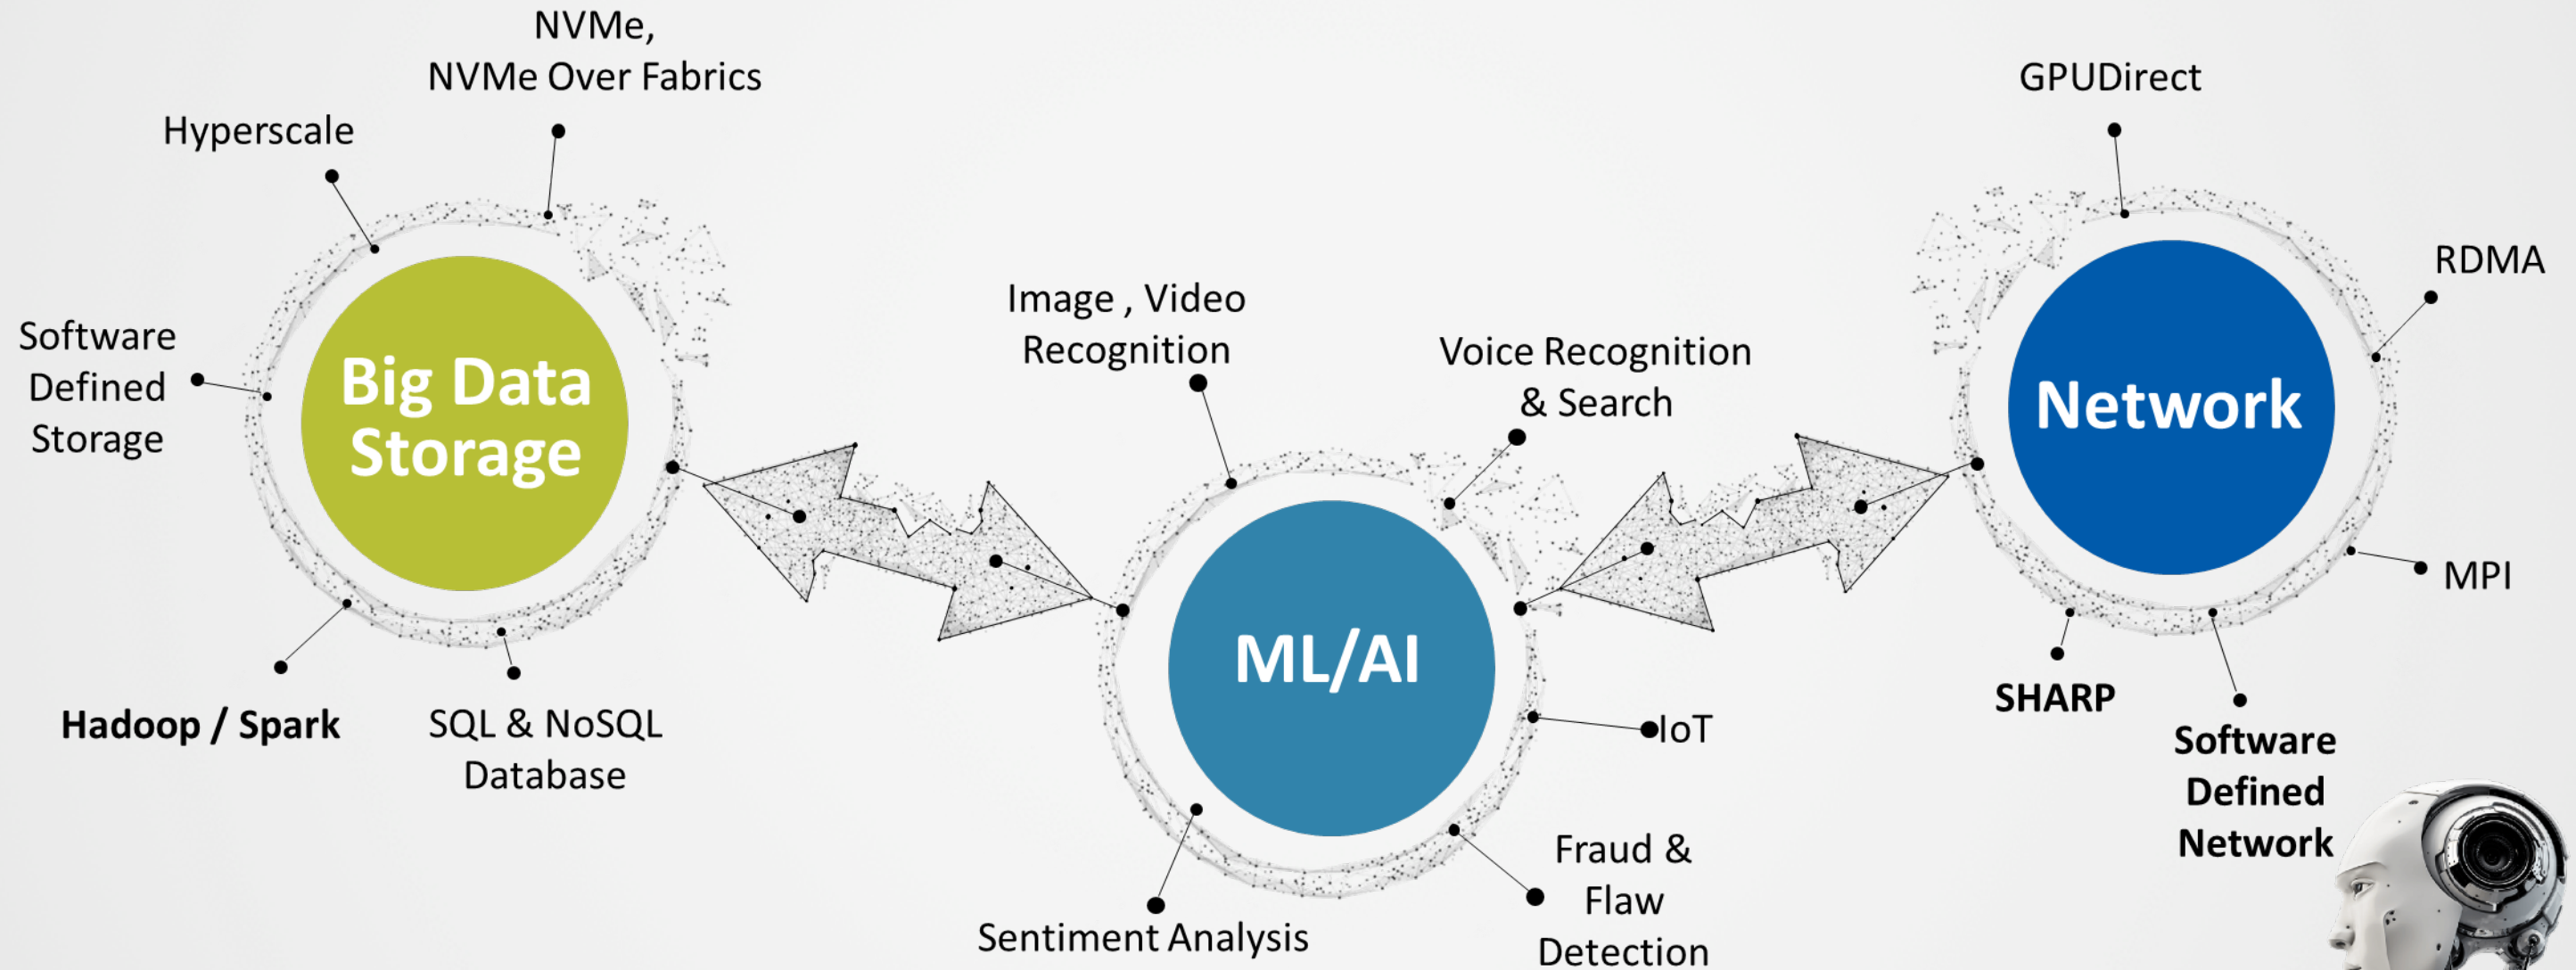 NVMe,
NVMe Over Fabrics
Hyperscale
Software
Defined
Storage
Big Data
Storage
Hadoop / Spark
SQL & NoSQL
Database
Image , Video
Recognition
Voice Recognition
& Search
ML/AI
IoT
Fraud &
Flaw
Detection
Sentiment Analysis
GPUDirect
RDMA
Network
MPI
SHARP
Software
Defined
Network